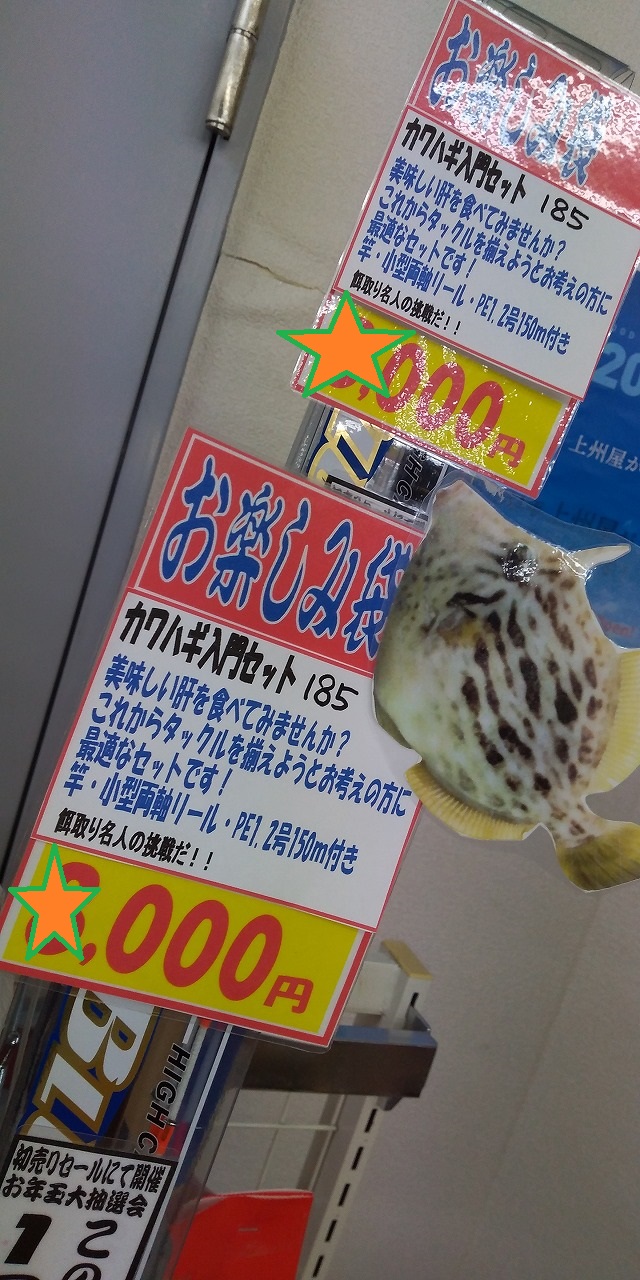 お楽しみ袋
カワハギ入門セット 185
美味しい肝を食べてみませんか?
これからタックルを揃えようとお考えの方に
最適なセットです!
竿・小型両軸リール・PE1.2号150m付き
餌取り名人の挑戦だ!!
,000円
20
上州屋が
お楽しみ袋
カワハギ入門セット 185
美味しい肝を食べてみませんか?
これからタックルを揃えようとお考えの方に
最適なセットです!
竿・小型両軸リール・PE1.2号150m付き
餌取り名人の挑戦だ!!
,000円
HIGH C
初売りセールにて開催
お年玉大抽選会
この
1